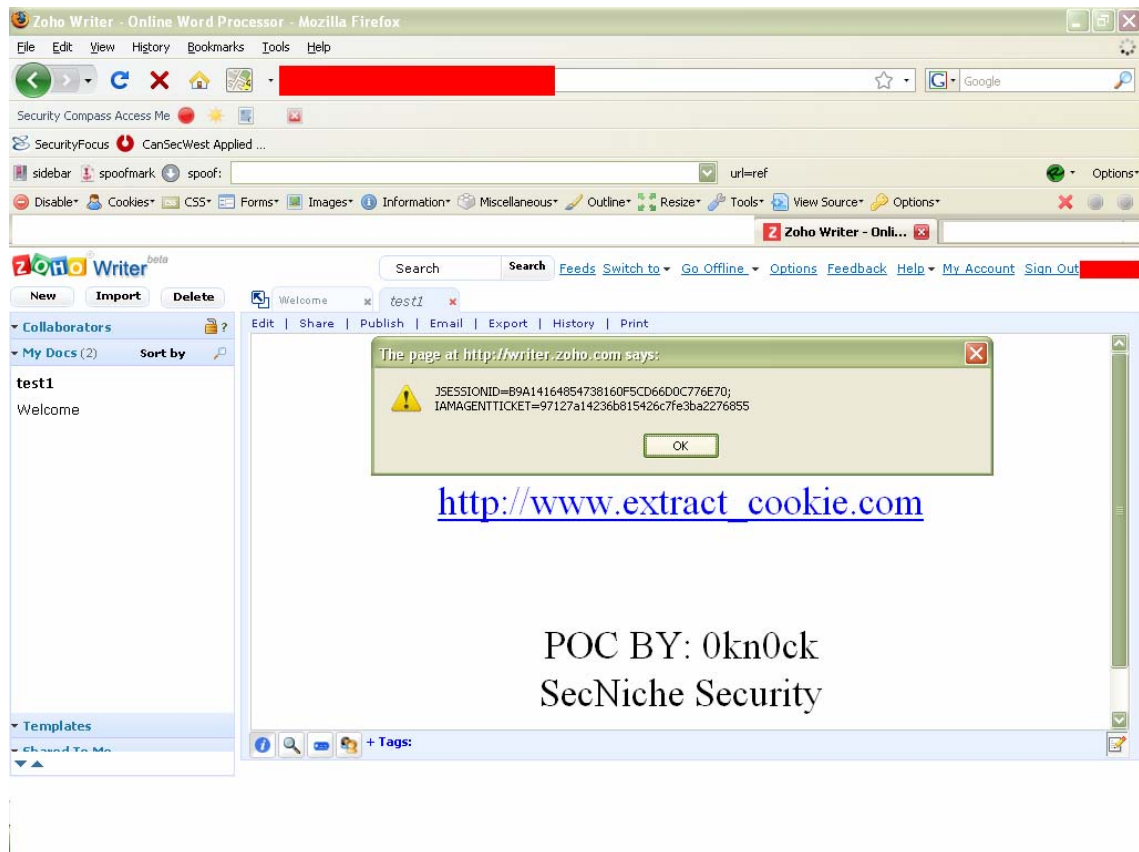 Zoho Writer - Online Word Processor - Mozilla Firefox
File Edit View History Bookmarks Tools Help
G Google
Security Compass Access Me
SecurityFocus CanSecWest Applied ...
sidebar spoofmark spoof: url=ref Options
Disable Cookies CSS Forms Images Information Miscellaneous Outline Resize Tools View Source Options
Zoho Writer - Onli...
ZOHO Writer beta Search Search Feeds Switch to Go Offline Options Feedback Help My Account Sign Out
New Import Delete Welcome test1
Collaborators ? Edit | Share | Publish | Email | Export | History | Print
My Docs (2) Sort by
The page at http://writer.zoho.com says:
test1
Welcome
JSESSIONID=B9A14164854738160F5CD66D0C776E70;
IAMAGENTTICKET=97127a14236b815426c7fe3ba2276855
OK
http://www.extract_cookie.com
POC BY: 0kn0ck
SecNiche Security
Templates
Shared To Me
+ Tags: